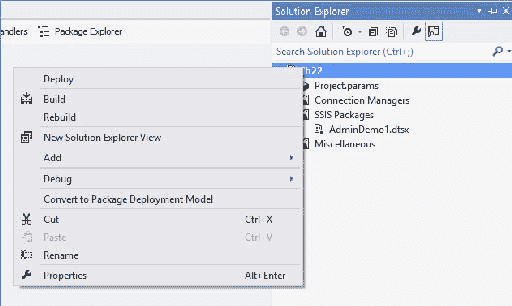 Solution Explorer
ndlers
Package Explorer
Search Solution Explorer (Ctrl+;)
h22
Project.params
Connection Managers
SSIS Packages
AdminDemo1.dtsx
Miscellaneous
Deploy
Build
Rebuild
New Solution Explorer View
Add
Debug
Convert to Package Deployment Model
Cut Ctrl+X
Paste Ctrl+V
Rename
Properties Alt+Enter